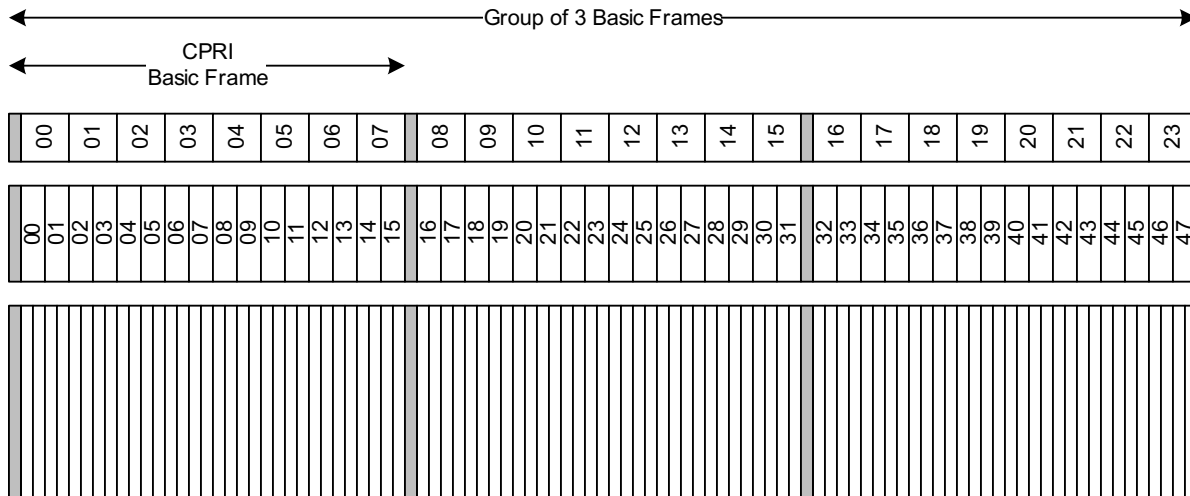 Group of 3 Basic Frames
CPRI
Basic Frame
00 01 02 03 04 05 06 07 08 09 10 11 12 13 14 15 16 17 18 19 20 21 22 23
00 01 02 03 04 05 06 07 08 09 10 11 12 13 14 15 16 17 18 19 20 21 22 23 24 25 26 27 28 29 30 31 32 33 34 35 36 37 38 39 40 41 42 43 44 45 46 47